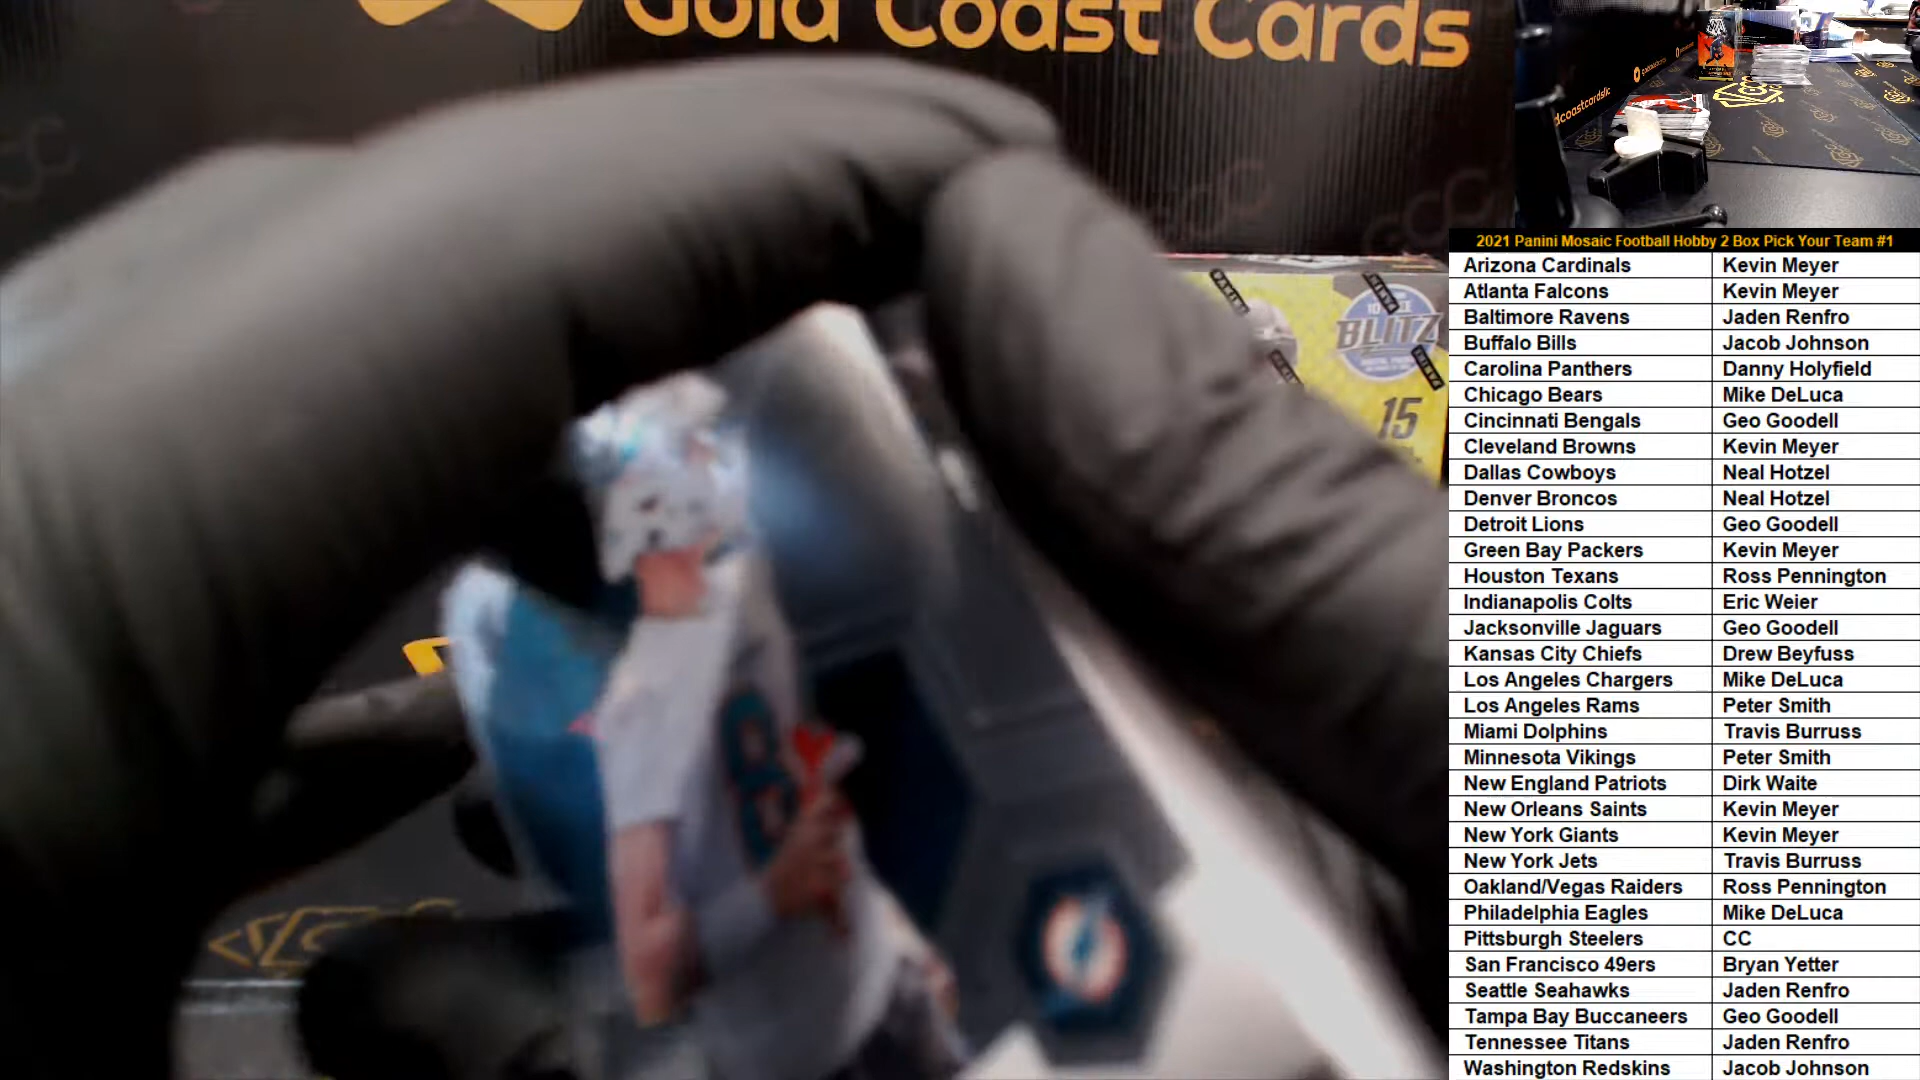 Gold Coast Cards
dcoastcardsllc
BLITZ
15
2021 Panini Mosaic Football Hobby 2 Box Pick Your Team #1
Arizona Cardinals Kevin Meyer
Atlanta Falcons Kevin Meyer
Baltimore Ravens Jaden Renfro
Buffalo Bills Jacob Johnson
Carolina Panthers Danny Holyfield
Chicago Bears Mike DeLuca
Cincinnati Bengals Geo Goodell
Cleveland Browns Kevin Meyer
Dallas Cowboys Neal Hotzel
Denver Broncos Neal Hotzel
Detroit Lions Geo Goodell
Green Bay Packers Kevin Meyer
Houston Texans Ross Pennington
Indianapolis Colts Eric Weier
Jacksonville Jaguars Geo Goodell
Kansas City Chiefs Drew Beyfuss
Los Angeles Chargers Mike DeLuca
Los Angeles Rams Peter Smith
Miami Dolphins Travis Burruss
Minnesota Vikings Peter Smith
New England Patriots Dirk Waite
New Orleans Saints Kevin Meyer
New York Giants Kevin Meyer
New York Jets Travis Burruss
Oakland/Vegas Raiders Ross Pennington
Philadelphia Eagles Mike DeLuca
Pittsburgh Steelers CC
San Francisco 49ers Bryan Yetter
Seattle Seahawks Jaden Renfro
Tampa Bay Buccaneers Geo Goodell
Tennessee Titans Jaden Renfro
Washington Redskins Jacob Johnson